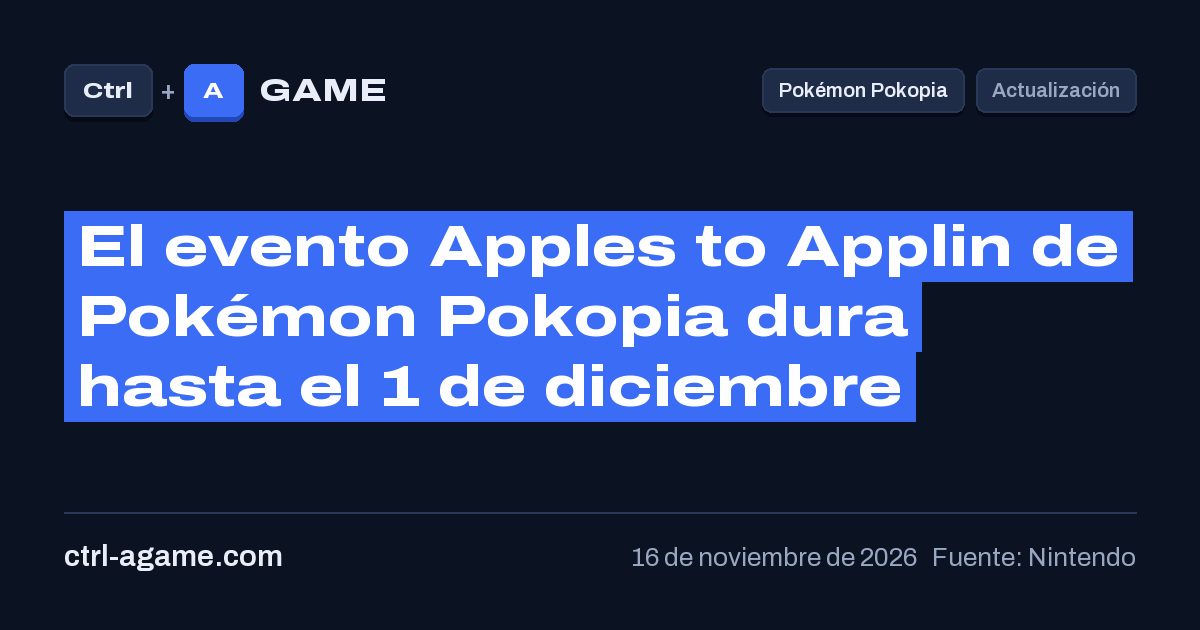 Ctrl + A GAME
Pokémon Pokopia
Actualización
El evento Apples to Applin de
Pokémon Pokopia dura
hasta el 1 de diciembre
ctrl-agame.com
16 de noviembre de 2026 Fuente: Nintendo